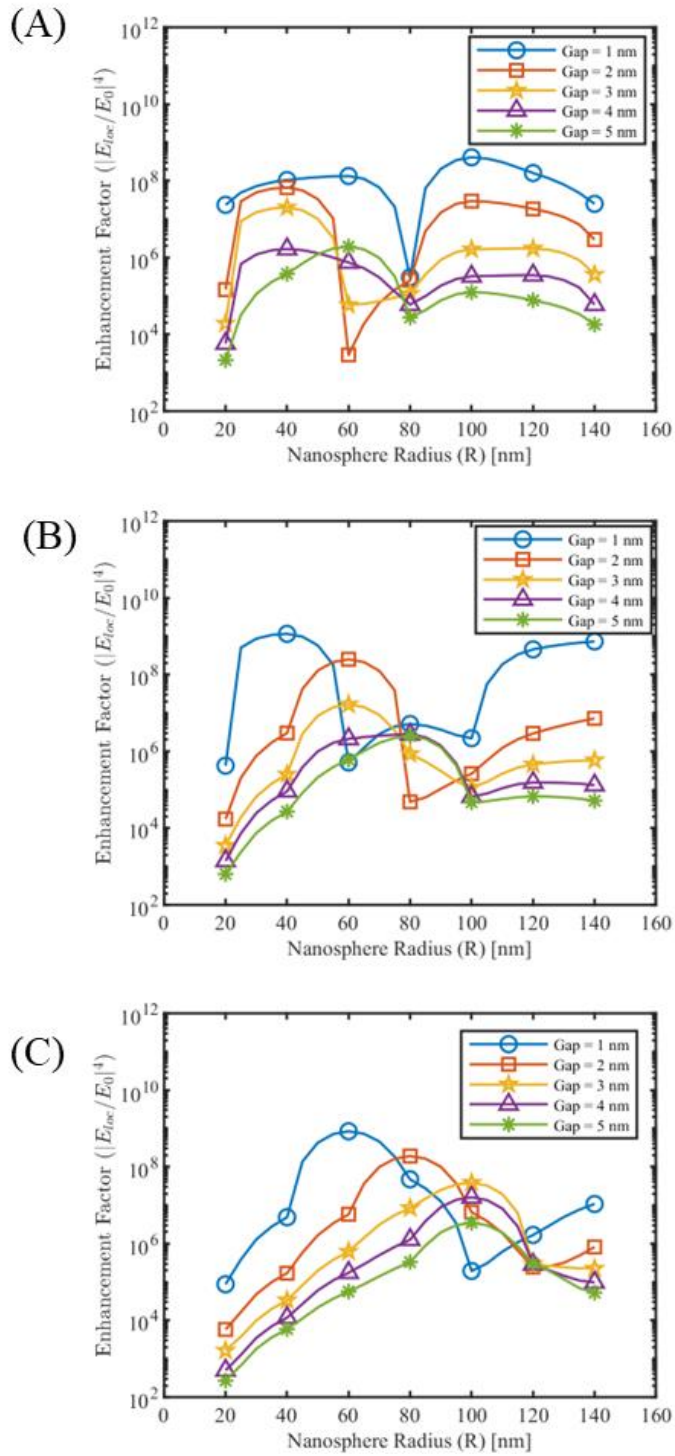 (A)
10^12
10^10
10^8
10^6
10^4
10^2
Enhancement Factor (|E_loc/E_0|^4)
Gap = 1 nm
Gap = 2 nm
Gap = 3 nm
Gap = 4 nm
Gap = 5 nm
0 20 40 60 80 100 120 140 160
Nanosphere Radius (R) [nm]
(B)
10^12
10^10
10^8
10^6
10^4
10^2
Enhancement Factor (|E_loc/E_0|^4)
Gap = 1 nm
Gap = 2 nm
Gap = 3 nm
Gap = 4 nm
Gap = 5 nm
0 20 40 60 80 100 120 140 160
Nanosphere Radius (R) [nm]
(C)
10^12
10^10
10^8
10^6
10^4
10^2
Enhancement Factor (|E_loc/E_0|^4)
Gap = 1 nm
Gap = 2 nm
Gap = 3 nm
Gap = 4 nm
Gap = 5 nm
0 20 40 60 80 100 120 140 160
Nanosphere Radius (R) [nm]